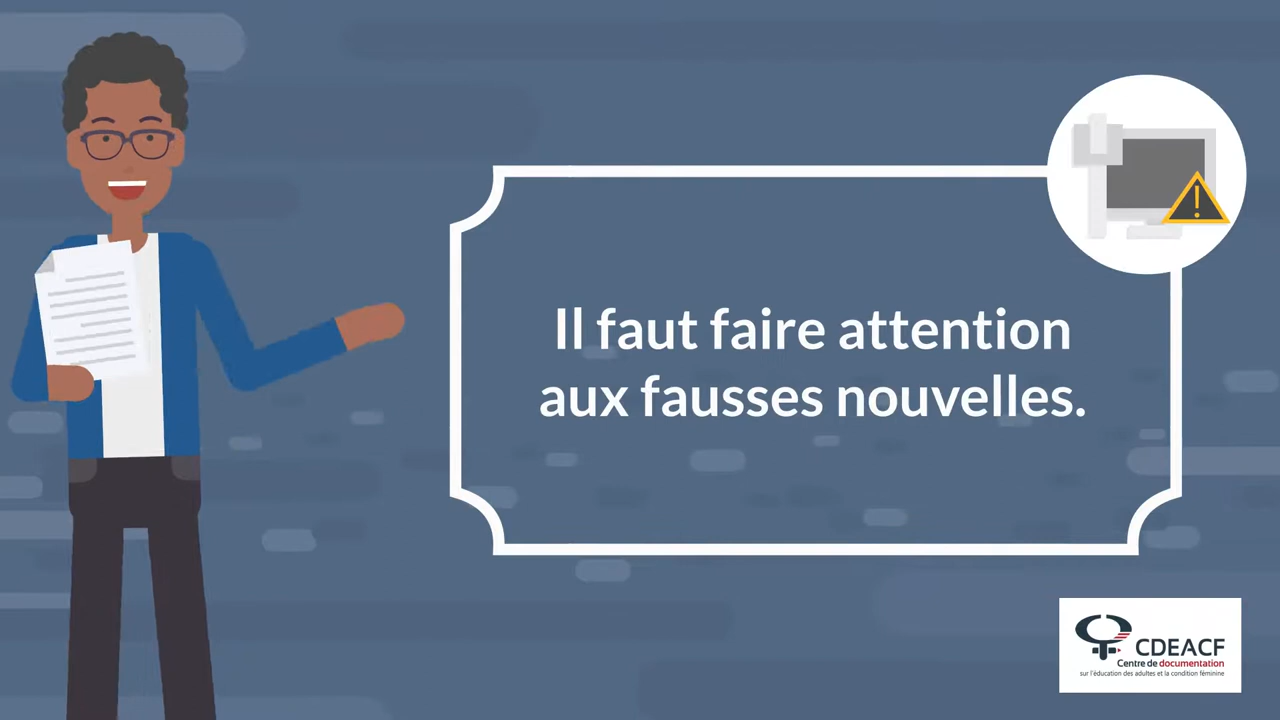 Il faut faire attention
aux fausses nouvelles.
CDEACF
Centre de documentation
sur l'éducation des adultes et la condition féminine